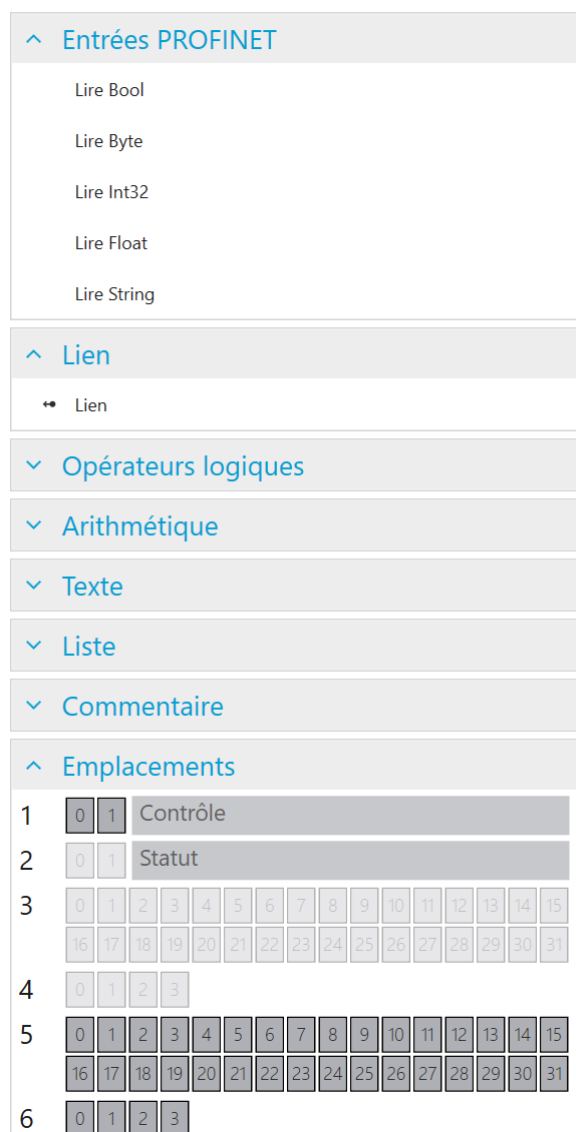 Entrées PROFINET
Lire Bool
Lire Byte
Lire Int32
Lire Float
Lire String
Lien
Lien
Opérateurs logiques
Arithmétique
Texte
Liste
Commentaire
Emplacements
1 0 1 Contrôle
2 0 1 Statut
3 0 1 2 3 4 5 6 7 8 9 10 11 12 13 14 15
16 17 18 19 20 21 22 23 24 25 26 27 28 29 30 31
4 0 1 2 3
5 0 1 2 3 4 5 6 7 8 9 10 11 12 13 14 15
16 17 18 19 20 21 22 23 24 25 26 27 28 29 30 31
6 0 1 2 3